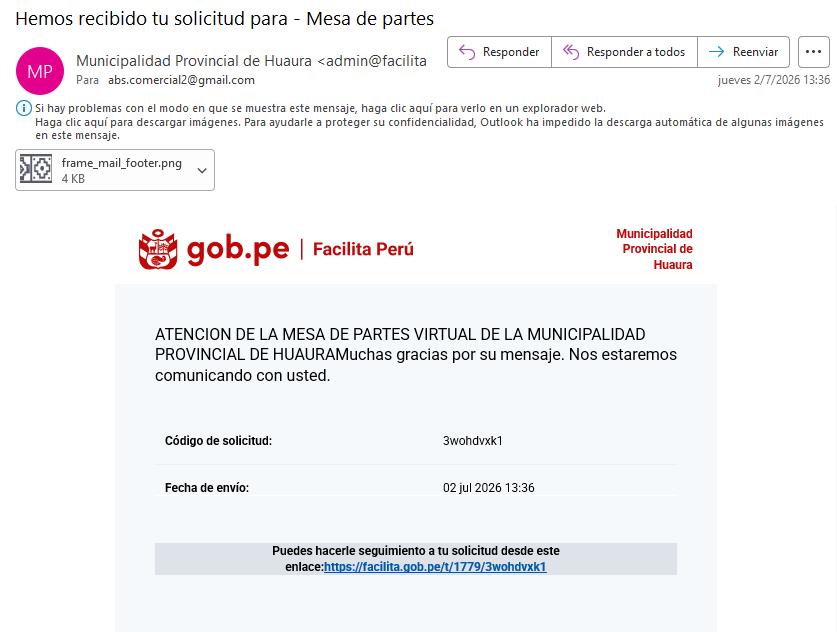 Hemos recibido tu solicitud para - Mesa de partes
MP
Municipalidad Provincial de Huaura <admin@facilita
Para abs.comercial2@gmail.com
Responder
Responder a todos
Reenviar
jueves 2/7/2026 13:36
Si hay problemas con el modo en que se muestra este mensaje, haga clic aquí para verlo en un explorador web.
Haga clic aquí para descargar imágenes. Para ayudarle a proteger su confidencialidad, Outlook ha impedido la descarga automática de algunas imágenes
en este mensaje.
frame_mail_footer.png
4 KB
gob.pe | Facilita Perú
Municipalidad
Provincial de
Huaura
ATENCION DE LA MESA DE PARTES VIRTUAL DE LA MUNICIPALIDAD
PROVINCIAL DE HUAURAMuchas gracias por su mensaje. Nos estaremos
comunicando con usted.
Código de solicitud: 3wohdvxk1
Fecha de envío: 02 jul 2026 13:36
Puedes hacerle seguimiento a tu solicitud desde este
enlace:https://facilita.gob.pe/t/1779/3wohdvxk1